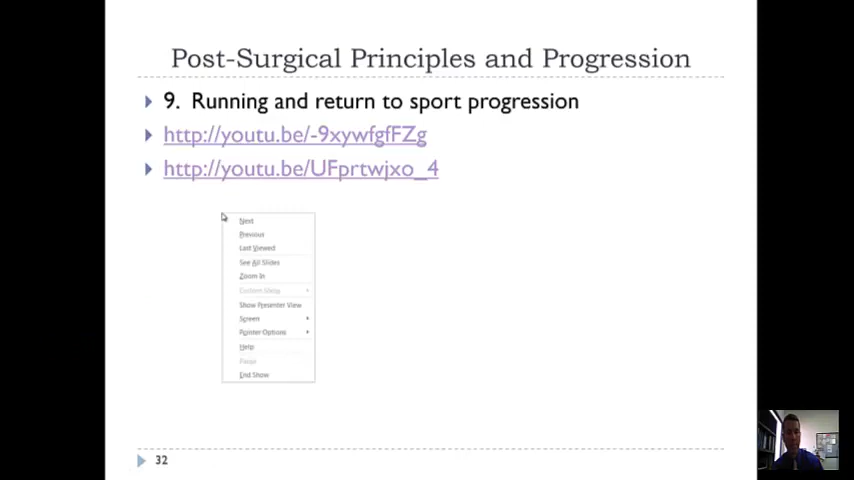 Post-Surgical Principles and Progression
9. Running and return to sport progression
http://youtu.be/-9xywfgfFZg
http://youtu.be/UFprtwjxo_4
Next
Previous
Last Viewed
See All Slides
Zoom In
Custom Show
Show Presenter View
Screen
Pointer Options
Help
Pause
End Show
32